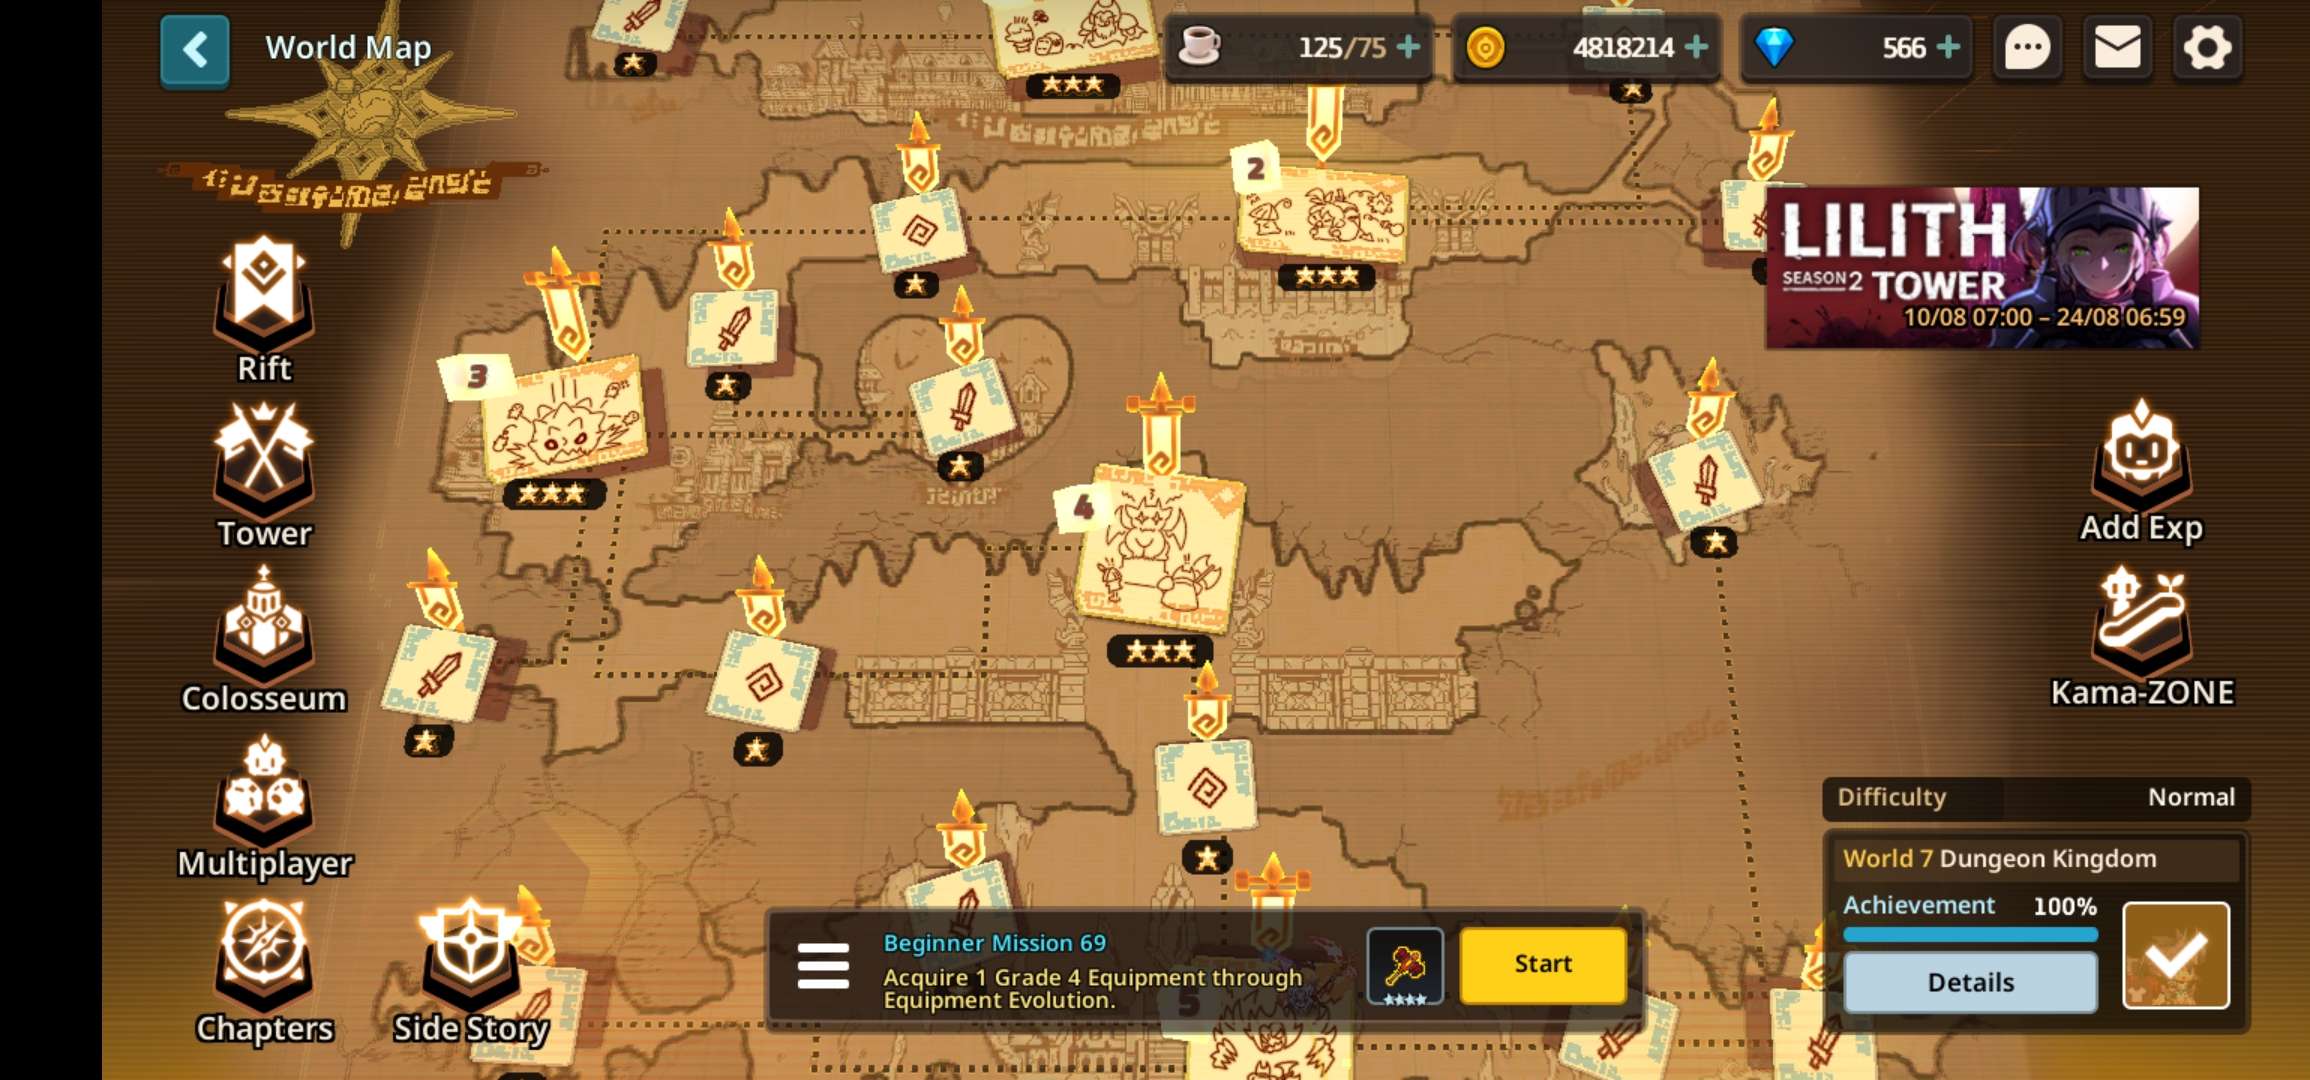 World Map
125/75
4818214
566
2
LILITH
SEASON2 TOWER
10/08 07:00 – 24/08 06:59
Rift
3
4
Tower
Add Exp
Colosseum
Kama-ZONE
Multiplayer
Difficulty Normal
World 7 Dungeon Kingdom
Achievement 100%
Details
Beginner Mission 69
Acquire 1 Grade 4 Equipment through
Equipment Evolution.
Start
5
Chapters
Side Story